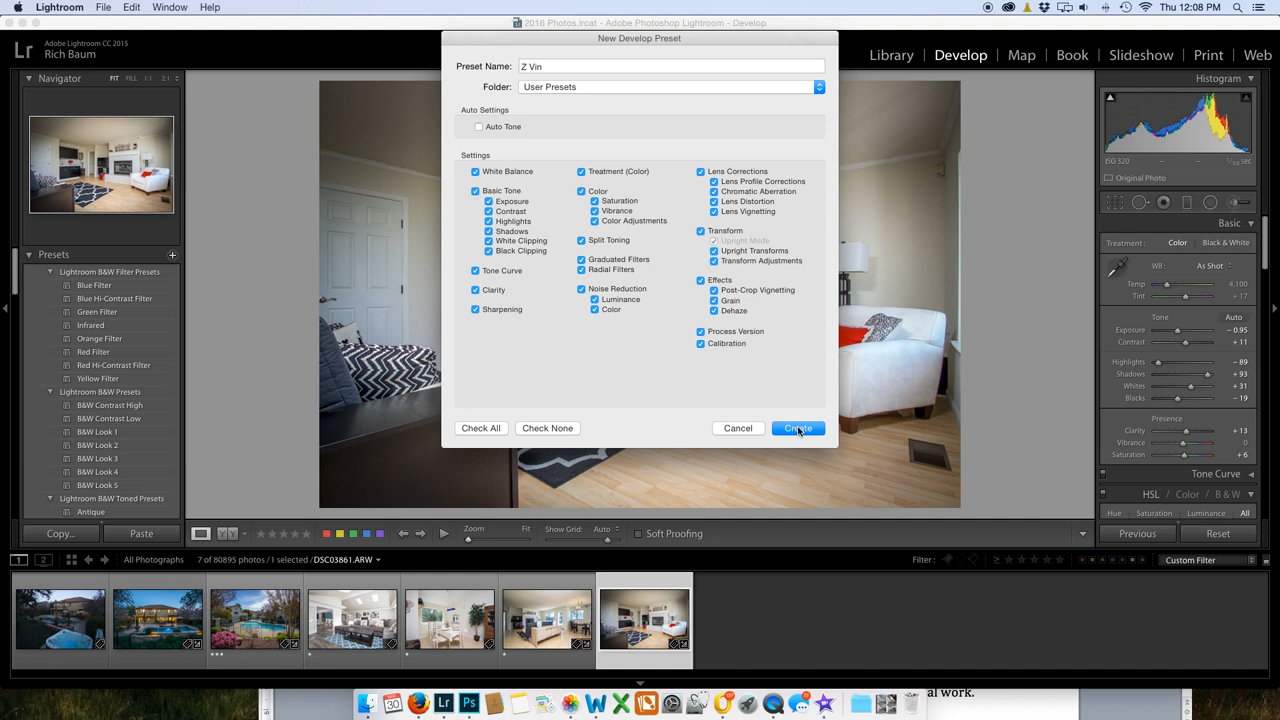 Lightroom File Edit Window Help
Thu 12:08 PM
2016 Photos.lrcat - Adobe Photoshop Lightroom - Develop
Lr
Adobe Lightroom CC 2015
Rich Baum
Library Develop Map Book Slideshow Print Web
Navigator FIT FILL 1:1 2:1
Presets
Lightroom B&W Filter Presets
Blue Filter
Blue Hi-Contrast Filter
Green Filter
Infrared
Orange Filter
Red Filter
Red Hi-Contrast Filter
Yellow Filter
Lightroom B&W Presets
B&W Contrast High
B&W Contrast Low
B&W Look 1
B&W Look 2
B&W Look 3
B&W Look 4
B&W Look 5
Lightroom B&W Toned Presets
Antique
Copy... Paste
New Develop Preset
Preset Name: Z Vin
Folder: User Presets
Auto Settings
Auto Tone
Settings
White Balance
Basic Tone
Exposure
Contrast
Highlights
Shadows
White Clipping
Black Clipping
Tone Curve
Clarity
Sharpening
Treatment (Color)
Color
Saturation
Vibrance
Color Adjustments
Split Toning
Graduated Filters
Radial Filters
Noise Reduction
Luminance
Color
Lens Corrections
Lens Profile Corrections
Chromatic Aberration
Lens Distortion
Lens Vignetting
Transform
Upright Mode
Upright Transforms
Transform Adjustments
Effects
Post-Crop Vignetting
Grain
Dehaze
Process Version
Calibration
Check All Check None Cancel Create
Histogram
ISO 320
Original Photo
Basic
Treatment: Color Black & White
WB: As Shot
Temp 4,100
Tint + 17
Tone Auto
Exposure − 0.95
Contrast + 11
Highlights − 89
Shadows + 93
Whites + 31
Blacks − 19
Presence
Clarity + 13
Vibrance 0
Saturation + 6
Tone Curve
HSL / Color / B & W
Hue Saturation Luminance All
Previous Reset
Zoom Fit Show Grid: Auto Soft Proofing
1 2 All Photographs 7 of 80895 photos / 1 selected / DSC03861.ARW Filter : Custom Filter
30 Lr Ps
al work.